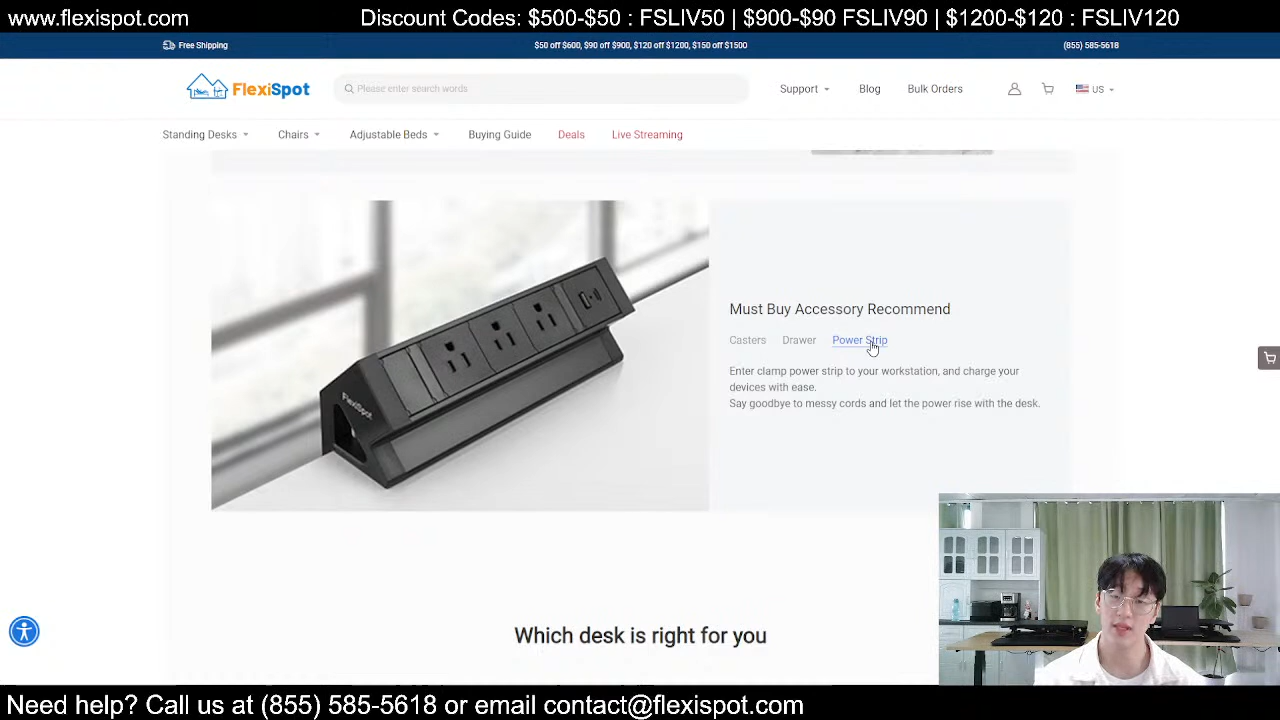 www.flexispot.com
Discount Codes: $500-$50 : FSLIV50 | $900-$90 FSLIV90 | $1200-$120 : FSLIV120
Free Shipping
$50 off $600, $90 off $900, $120 off $1200, $150 off $1500
(855) 585-5618
FlexiSpot
Please enter search words
Support
Blog
Bulk Orders
US
Standing Desks
Chairs
Adjustable Beds
Buying Guide
Deals
Live Streaming
FlexiSpot
Must Buy Accessory Recommend
Casters
Drawer
Power Strip
Enter clamp power strip to your workstation, and charge your
devices with ease.
Say goodbye to messy cords and let the power rise with the desk.
Which desk is right for you
Need help? Call us at (855) 585-5618 or email contact@flexispot.com